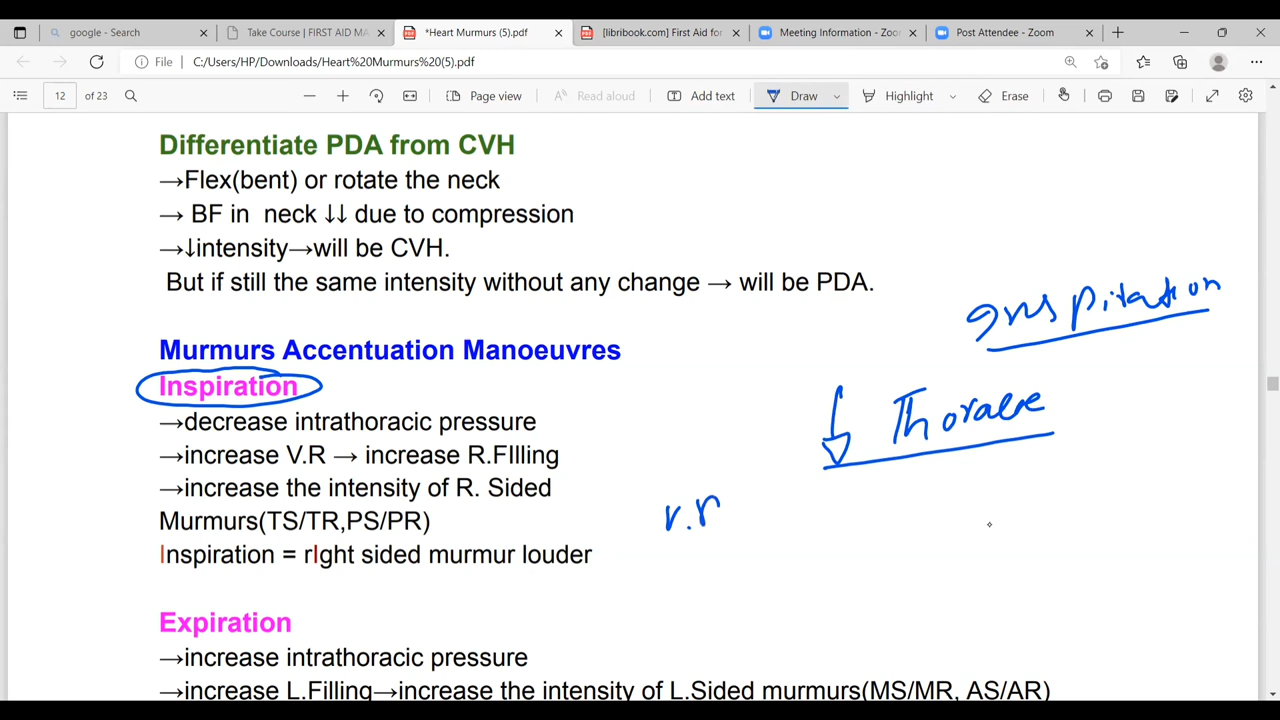 google - Search
Take Course | FIRST AID MA
*Heart Murmurs (5).pdf
[libribook.com] First Aid for
Meeting Information - Zoo
Post Attendee - Zoom
File
C:/Users/HP/Downloads/Heart%20Murmurs%20(5).pdf
12 of 23
Page view
Read aloud
Add text
Draw
Highlight
Erase
Differentiate PDA from CVH
→Flex(bent) or rotate the neck
→ BF in neck ↓↓ due to compression
→↓intensity→will be CVH.
But if still the same intensity without any change → will be PDA.
Inspiration
Murmurs Accentuation Manoeuvres
Inspiration
→decrease intrathoracic pressure
↓ Thorace
→increase V.R → increase R.FIlling
→increase the intensity of R. Sided
v.r
Murmurs(TS/TR,PS/PR)
Inspiration = rIght sided murmur louder
Expiration
→increase intrathoracic pressure
→increase L.Filling→increase the intensity of L.Sided murmurs(MS/MR, AS/AR)